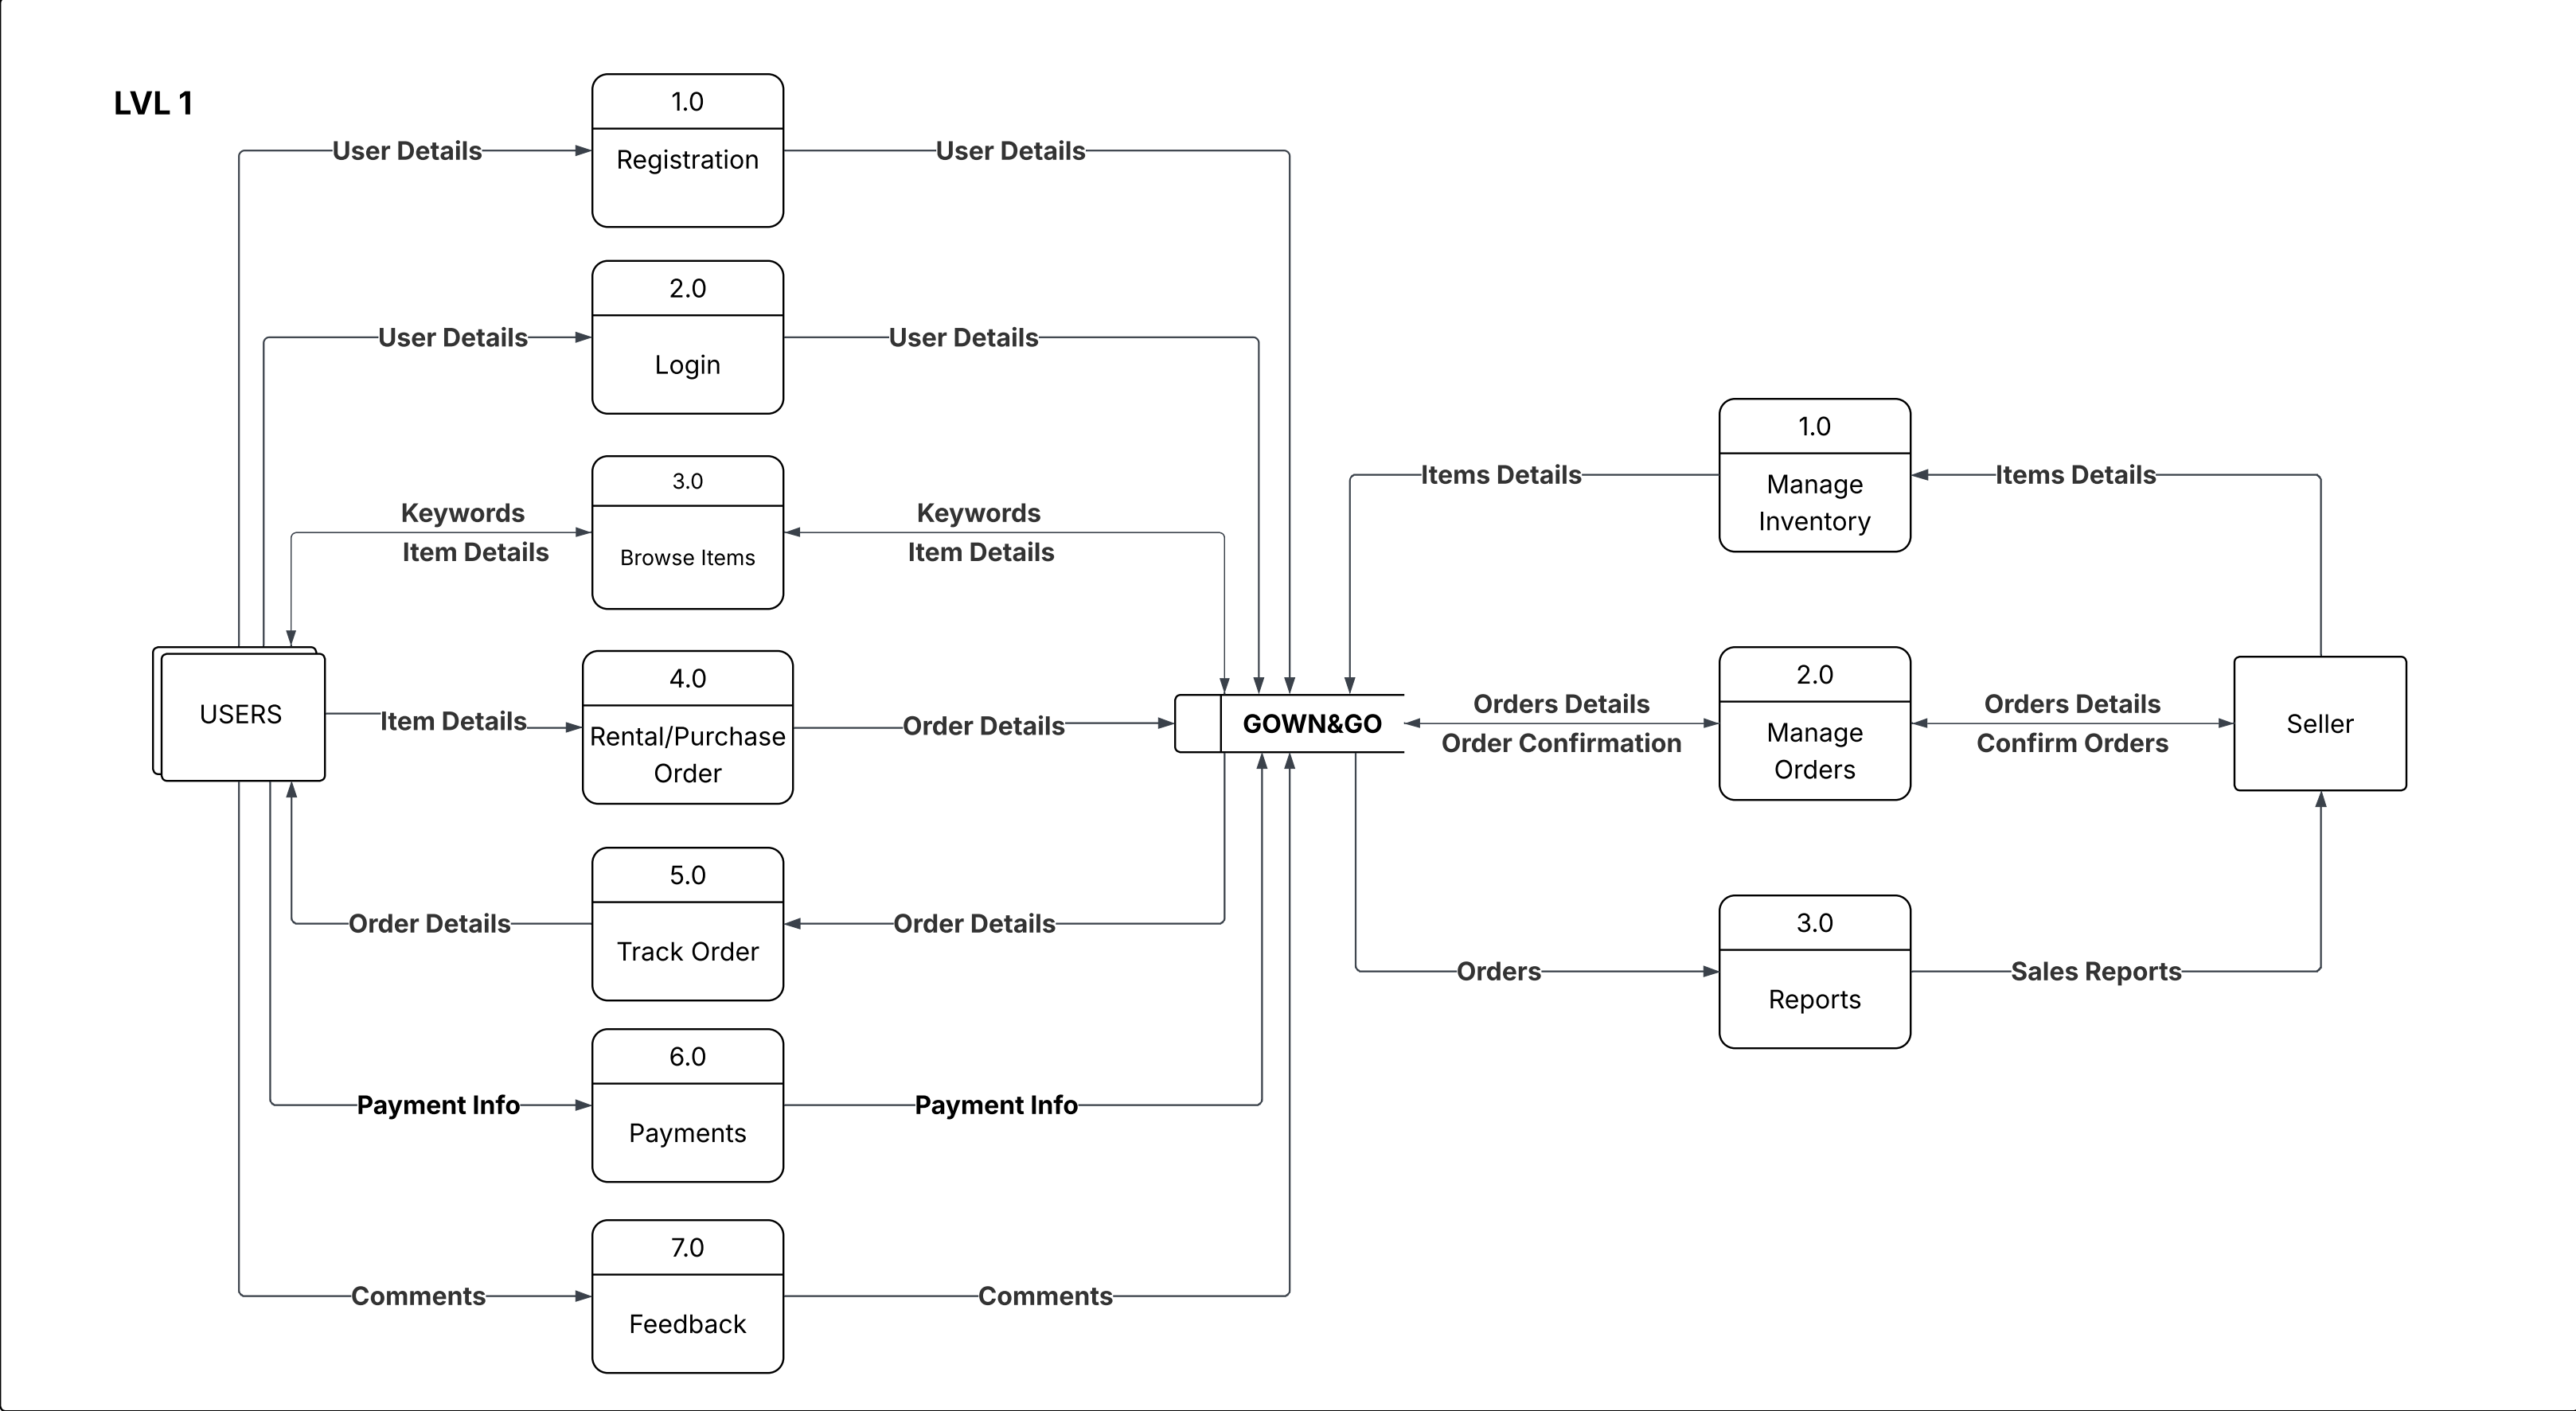 LVL 1
1.0
Registration
User Details
User Details
2.0
Login
User Details
User Details
3.0
Browse Items
Keywords
Item Details
Keywords
Item Details
USERS
Item Details
4.0
Rental/Purchase
Order
Order Details
GOWN&GO
5.0
Track Order
Order Details
Order Details
6.0
Payments
Payment Info
Payment Info
7.0
Feedback
Comments
Comments
1.0
Manage
Inventory
Items Details
Items Details
2.0
Manage
Orders
Orders Details
Order Confirmation
Orders Details
Confirm Orders
Seller
3.0
Reports
Orders
Sales Reports